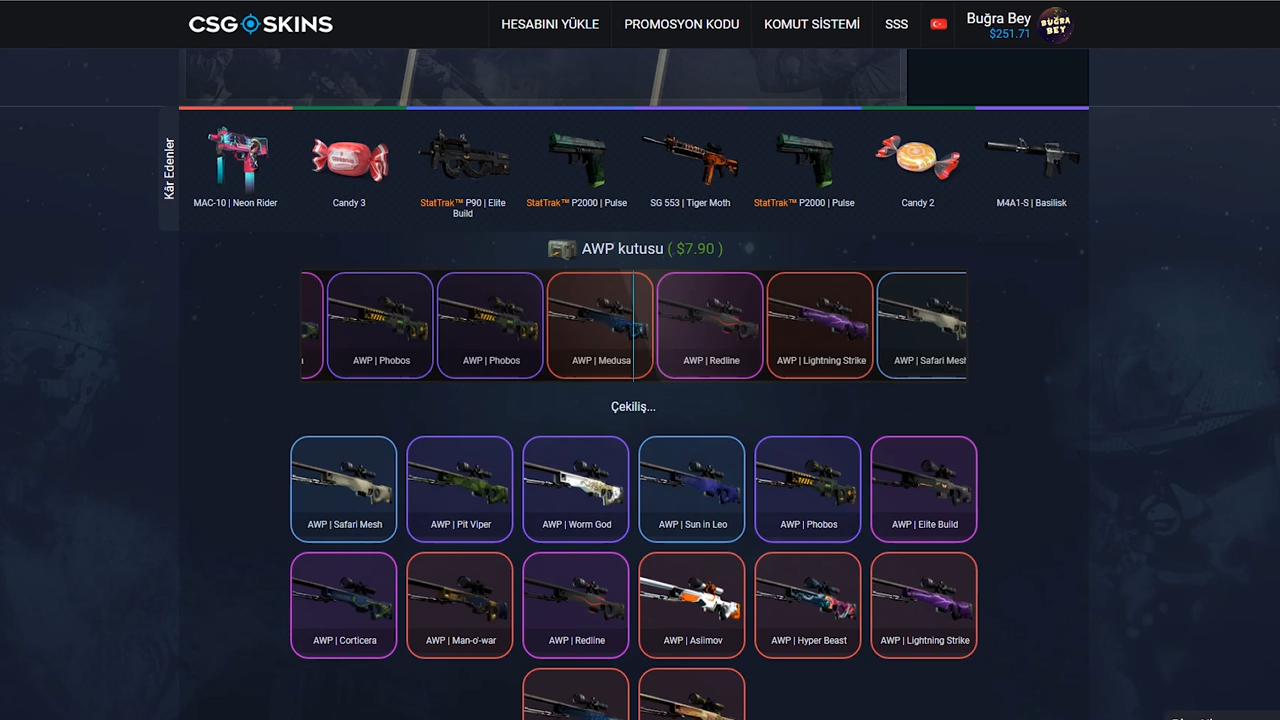 CSG SKINS
HESABINI YÜKLE
PROMOSYON KODU
KOMUT SİSTEMİ
SSS
Buğra Bey
$251.71
BUĞRA
BEY
Kâr Edenler
MAC-10 | Neon Rider
Candy 3
StatTrak™ P90 | Elite
Build
StatTrak™ P2000 | Pulse
SG 553 | Tiger Moth
StatTrak™ P2000 | Pulse
Candy 2
M4A1-S | Basilisk
AWP kutusu ( $7.90 )
AWP | Phobos
AWP | Phobos
AWP | Medusa
AWP | Redline
AWP | Lightning Strike
AWP | Safari Mesh
Çekiliş...
AWP | Safari Mesh
AWP | Pit Viper
AWP | Worm God
AWP | Sun in Leo
AWP | Phobos
AWP | Elite Build
AWP | Corticera
AWP | Man-o'-war
AWP | Redline
AWP | Asiimov
AWP | Hyper Beast
AWP | Lightning Strike